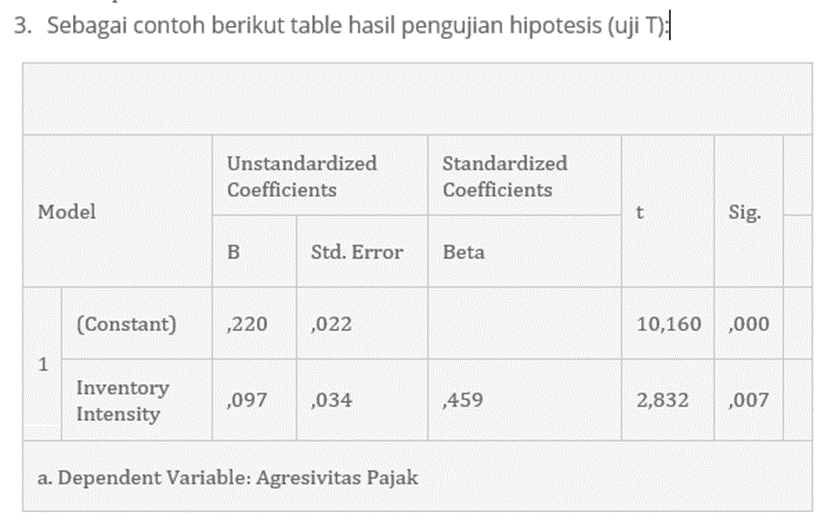 3. Sebagai contoh berikut table hasil pengujian hipotesis (uji T):
Unstandardized Coefficients
Standardized Coefficients
Model
t
Sig.
B
Std. Error
Beta
1
(Constant)
,220
,022
10,160
,000
Inventory Intensity
,097
,034
,459
2,832
,007
a. Dependent Variable: Agresivitas Pajak